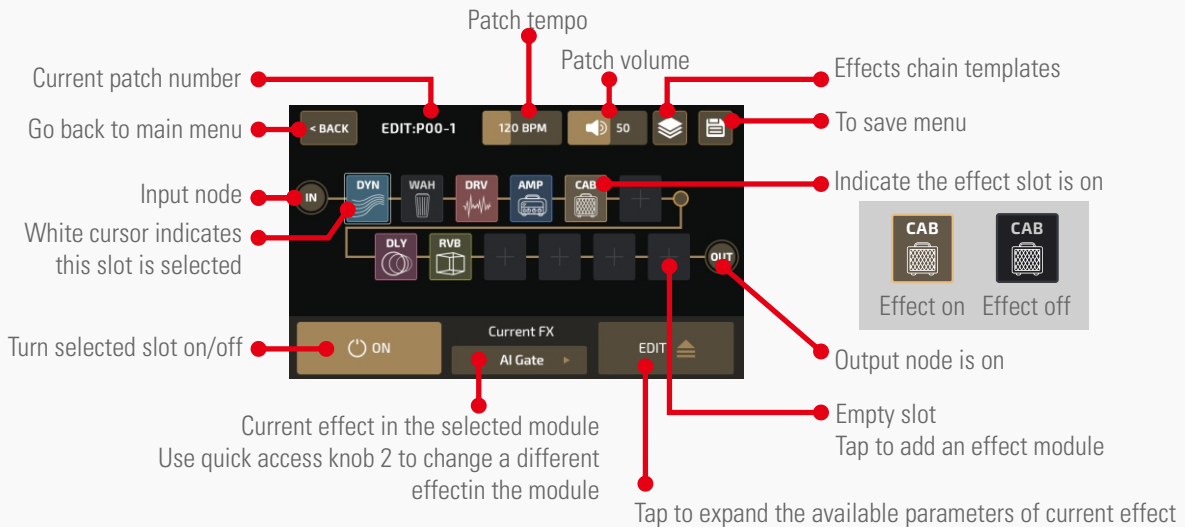 Patch tempo
Patch volume
Current patch number
Effects chain templates
Go back to main menu
< BACK
EDIT:P00-1
120 BPM
50
To save menu
Input node
IN
DYN
WAH
DRV
AMP
CAB
Indicate the effect slot is on
White cursor indicates
this slot is selected
DLY
RVB
OUT
CAB
CAB
Effect on
Effect off
Turn selected slot on/off
ON
Current FX
AI Gate
EDIT
Output node is on
Current effect in the selected module
Use quick access knob 2 to change a different
effectin the module
Empty slot
Tap to add an effect module
Tap to expand the available parameters of current effect